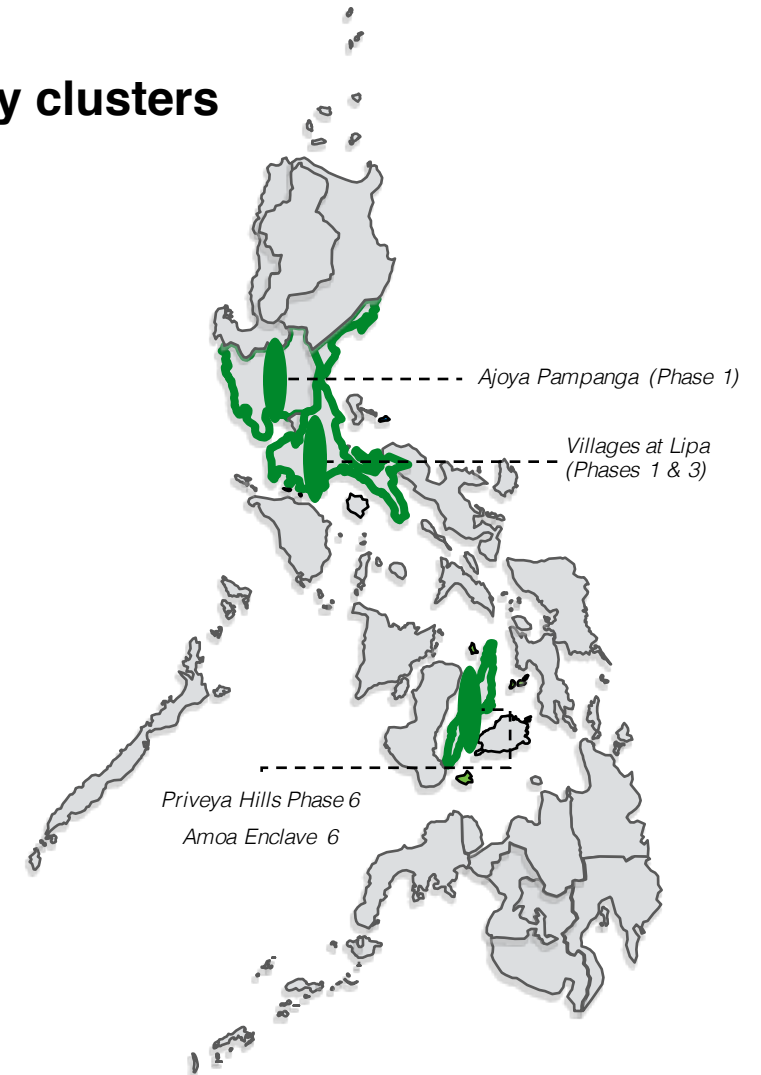 y clusters
Ajoya Pampanga (Phase 1)
Villages at Lipa
(Phases 1 & 3)
Priveya Hills Phase 6
Amoa Enclave 6